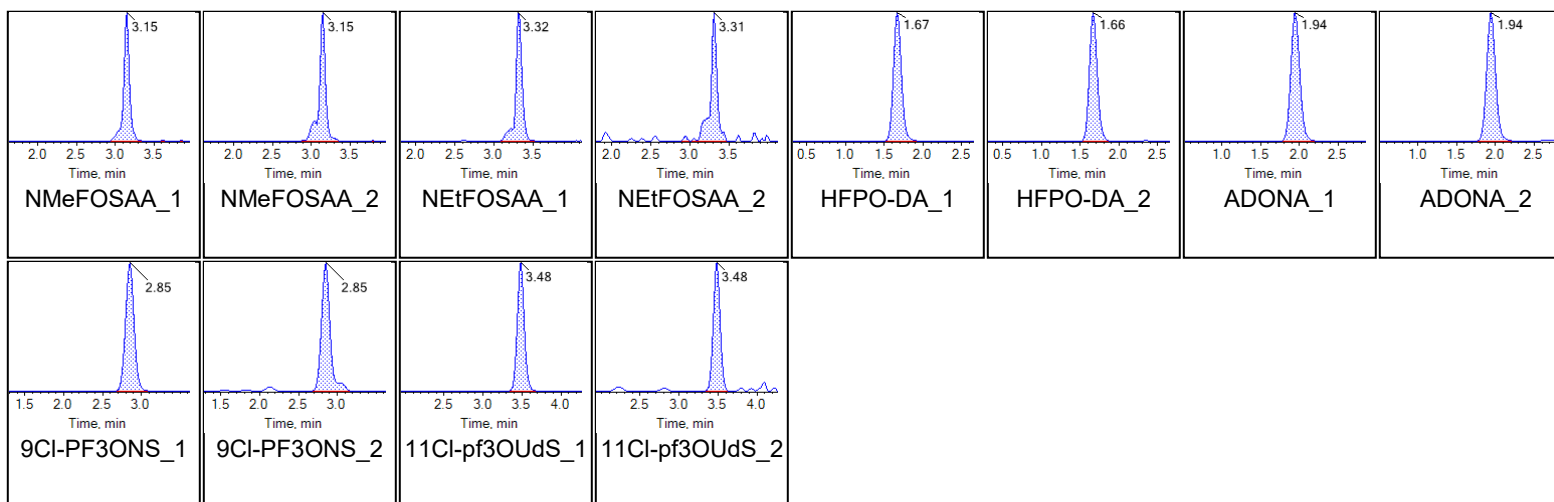 3.15 3.15 3.32 3.31 1.67 1.66 1.94 1.94
2.0 2.5 3.0 3.5 2.0 2.5 3.0 3.5 2.0 2.5 3.0 3.5 2.0 2.5 3.0 3.5 0.5 1.0 1.5 2.0 2.5 0.5 1.0 1.5 2.0 2.5 1.0 1.5 2.0 2.5 1.0 1.5 2.0 2.5
Time, min Time, min Time, min Time, min Time, min Time, min Time, min Time, min
NMeFOSAA_1 NMeFOSAA_2 NEtFOSAA_1 NEtFOSAA_2 HFPO-DA_1 HFPO-DA_2 ADONA_1 ADONA_2
2.85 2.85 3.48 3.48
1.5 2.0 2.5 3.0 1.5 2.0 2.5 3.0 2.5 3.0 3.5 4.0 2.5 3.0 3.5 4.0
Time, min Time, min Time, min Time, min
9Cl-PF3ONS_1 9Cl-PF3ONS_2 11Cl-pf3OUdS_1 11Cl-pf3OUdS_2